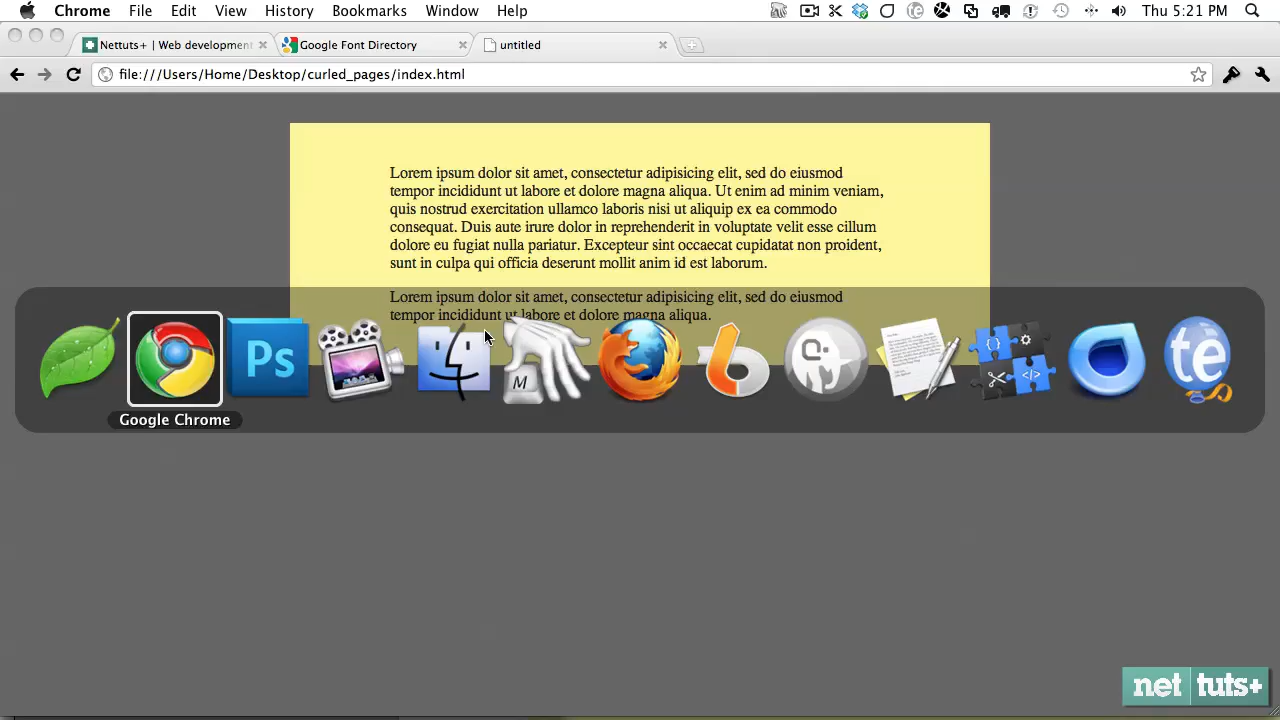 Chrome File Edit View History Bookmarks Window Help Thu 5:21 PM
Nettuts+ | Web development Google Font Directory untitled
file:///Users/Home/Desktop/curled_pages/index.html
Lorem ipsum dolor sit amet, consectetur adipisicing elit, sed do eiusmod
tempor incididunt ut labore et dolore magna aliqua. Ut enim ad minim veniam,
quis nostrud exercitation ullamco laboris nisi ut aliquip ex ea commodo
consequat. Duis aute irure dolor in reprehenderit in voluptate velit esse cillum
dolore eu fugiat nulla pariatur. Excepteur sint occaecat cupidatat non proident,
sunt in culpa qui officia deserunt mollit anim id est laborum.
Lorem ipsum dolor sit amet, consectetur adipisicing elit, sed do eiusmod
tempor incididunt ut labore et dolore magna aliqua.
Ps
M
te
Google Chrome
net tuts+